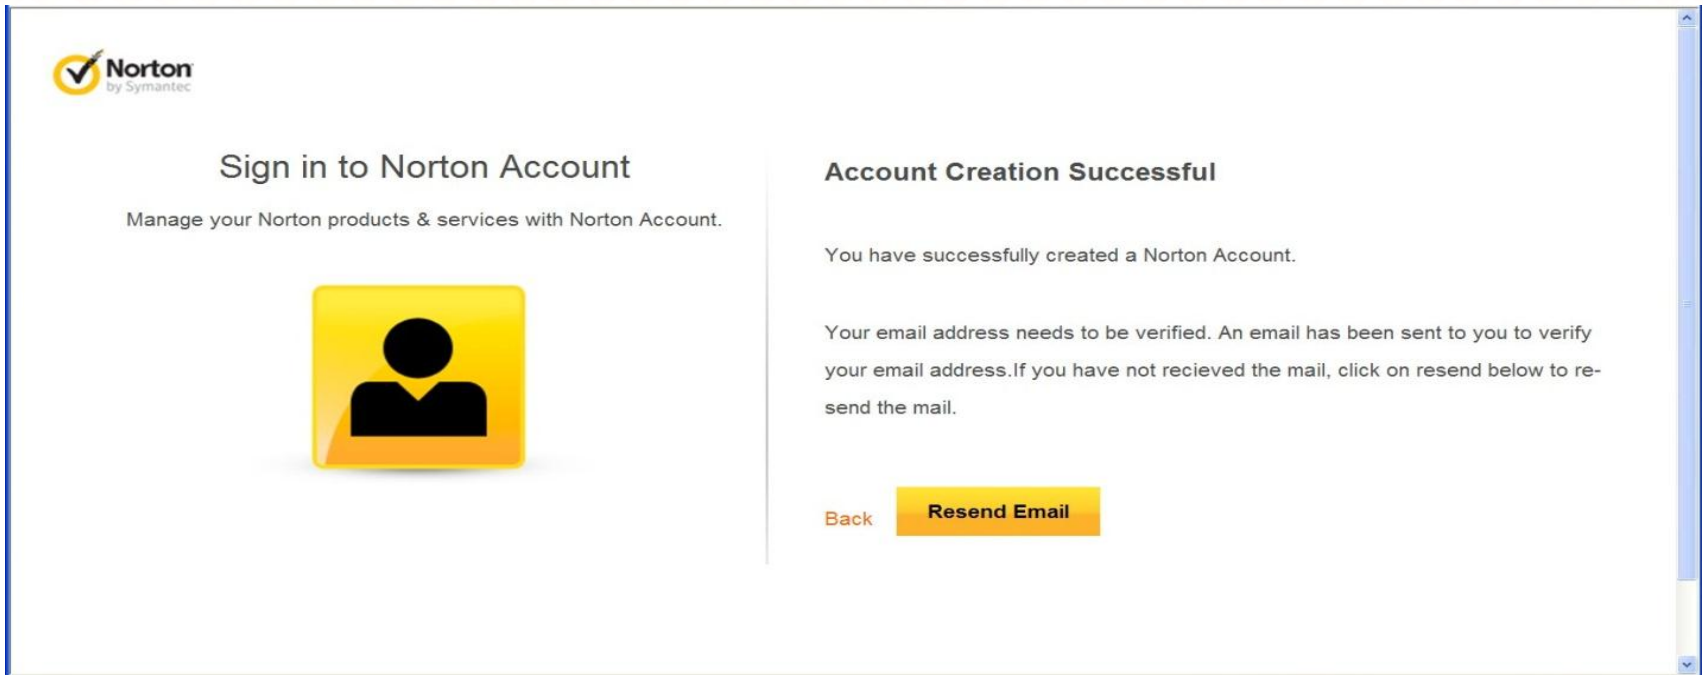 Norton
by Symantec
Sign in to Norton Account
Manage your Norton products & services with Norton Account.
Account Creation Successful
You have successfully created a Norton Account.
Your email address needs to be verified. An email has been sent to you to verify
your email address.If you have not recieved the mail, click on resend below to re-
send the mail.
Back
Resend Email